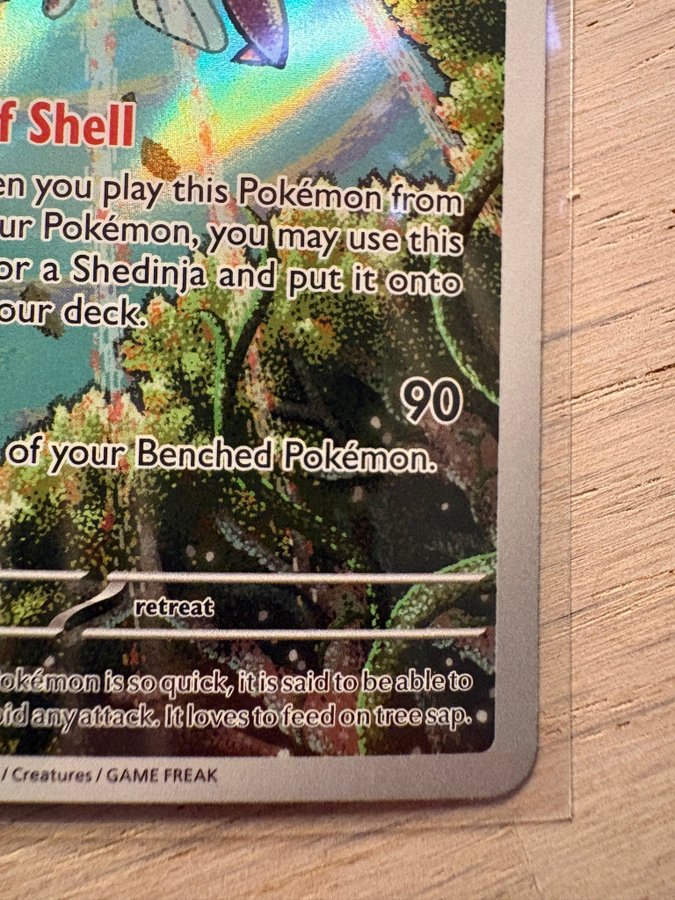 f Shell
en you play this Pokémon from
ur Pokémon, you may use this
or a Shedinja and put it onto
our deck.
90
of your Benched Pokémon.
retreat
okémon is so quick, it is said to be able to
oid any attack. It loves to feed on tree sap.
/ Creatures / GAME FREAK